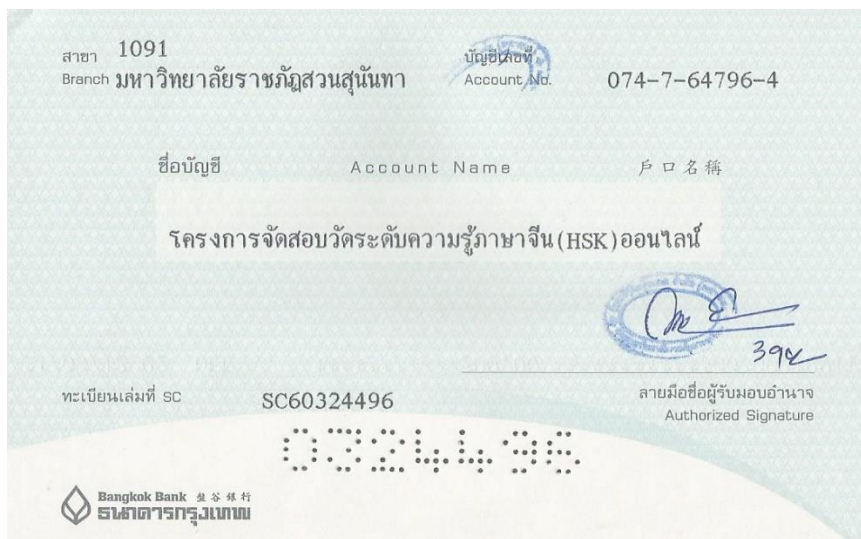 สาขา 1091 บัญชีเลขที่
Branch มหาวิทยาลัยราชภัฏสวนสุนันทา Account No. 074-7-64796-4
ชื่อบัญชี Account Name 戶口名稱
โครงการจัดสอบวัดระดับความรู้ภาษาจีน(HSK)ออนไลน์
392
ทะเบียนเล่มที่ SC SC60324496 ลายมือชื่อผู้รับมอบอำนาจ
Authorized Signature
0324496
Bangkok Bank 盤谷銀行
ธนาคารกรุงเทพ